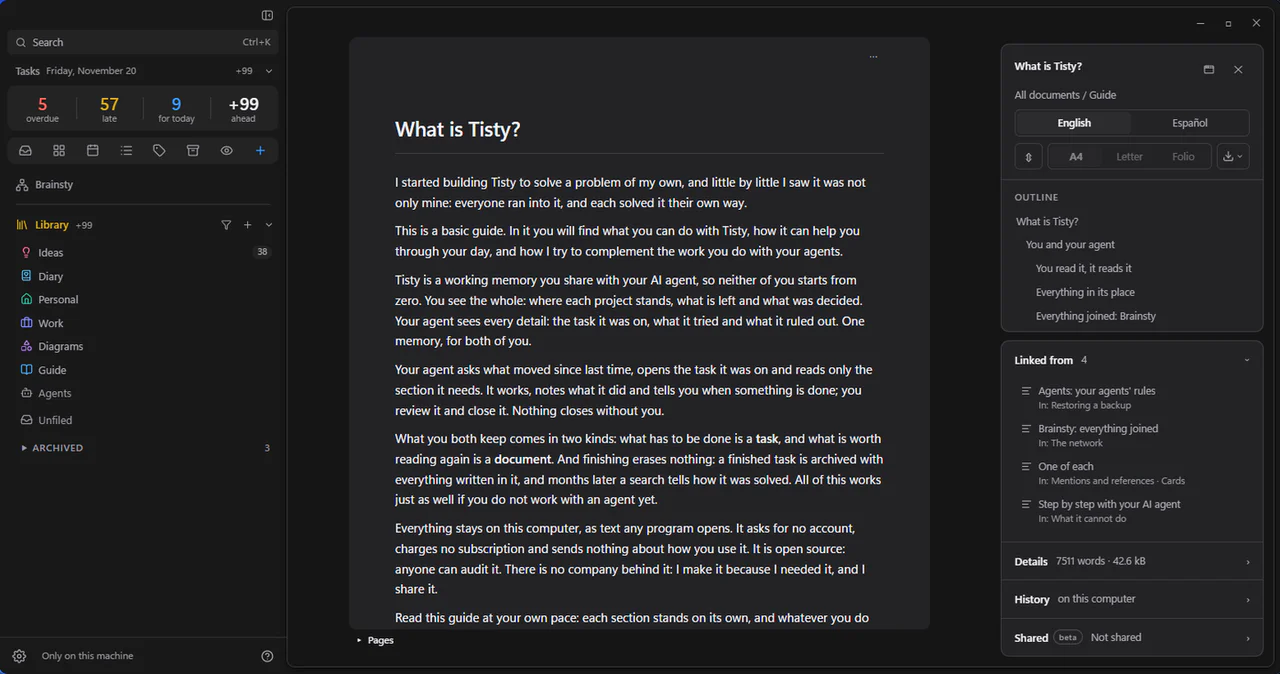 Search Ctrl+K
Tasks Friday, November 20 +99
5 57 9 +99
overdue late for today ahead
Brainsty
Library +99
Ideas 38
Diary
Personal
Work
Diagrams
Guide
Agents
Unfiled
ARCHIVED 3
Only on this machine
What is Tisty?
I started building Tisty to solve a problem of my own, and little by little I saw it was not
only mine: everyone ran into it, and each solved it their own way.
This is a basic guide. In it you will find what you can do with Tisty, how it can help you
through your day, and how I try to complement the work you do with your agents.
Tisty is a working memory you share with your AI agent, so neither of you starts from
zero. You see the whole: where each project stands, what is left and what was decided.
Your agent sees every detail: the task it was on, what it tried and what it ruled out. One
memory, for both of you.
Your agent asks what moved since last time, opens the task it was on and reads only the
section it needs. It works, notes what it did and tells you when something is done; you
review it and close it. Nothing closes without you.
What you both keep comes in two kinds: what has to be done is a task, and what is worth
reading again is a document. And finishing erases nothing: a finished task is archived with
everything written in it, and months later a search tells how it was solved. All of this works
just as well if you do not work with an agent yet.
Everything stays on this computer, as text any program opens. It asks for no account,
charges no subscription and sends nothing about how you use it. It is open source:
anyone can audit it. There is no company behind it: I make it because I needed it, and I
share it.
Read this guide at your own pace: each section stands on its own, and whatever you do
Pages
What is Tisty?
All documents / Guide
English Español
A4 Letter Folio
OUTLINE
What is Tisty?
You and your agent
You read it, it reads it
Everything in its place
Everything joined: Brainsty
Linked from 4
Agents: your agents' rules
In: Restoring a backup
Brainsty: everything joined
In: The network
One of each
In: Mentions and references · Cards
Step by step with your AI agent
In: What it cannot do
Details 7511 words · 42.6 kB
History on this computer
Shared beta Not shared